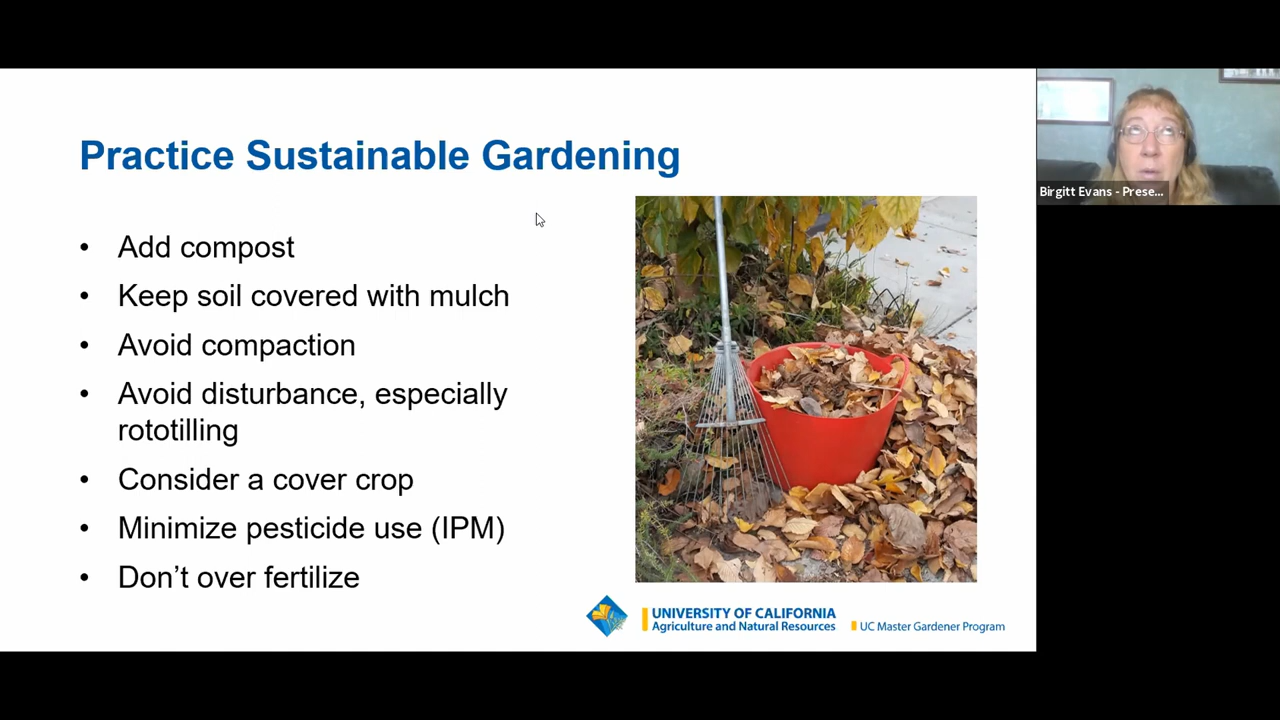 Practice Sustainable Gardening
• Add compost
• Keep soil covered with mulch
• Avoid compaction
• Avoid disturbance, especially
rototilling
• Consider a cover crop
• Minimize pesticide use (IPM)
• Don’t over fertilize
UNIVERSITY OF CALIFORNIA
Agriculture and Natural Resources
UC Master Gardener Program
Birgitt Evans - Prese...